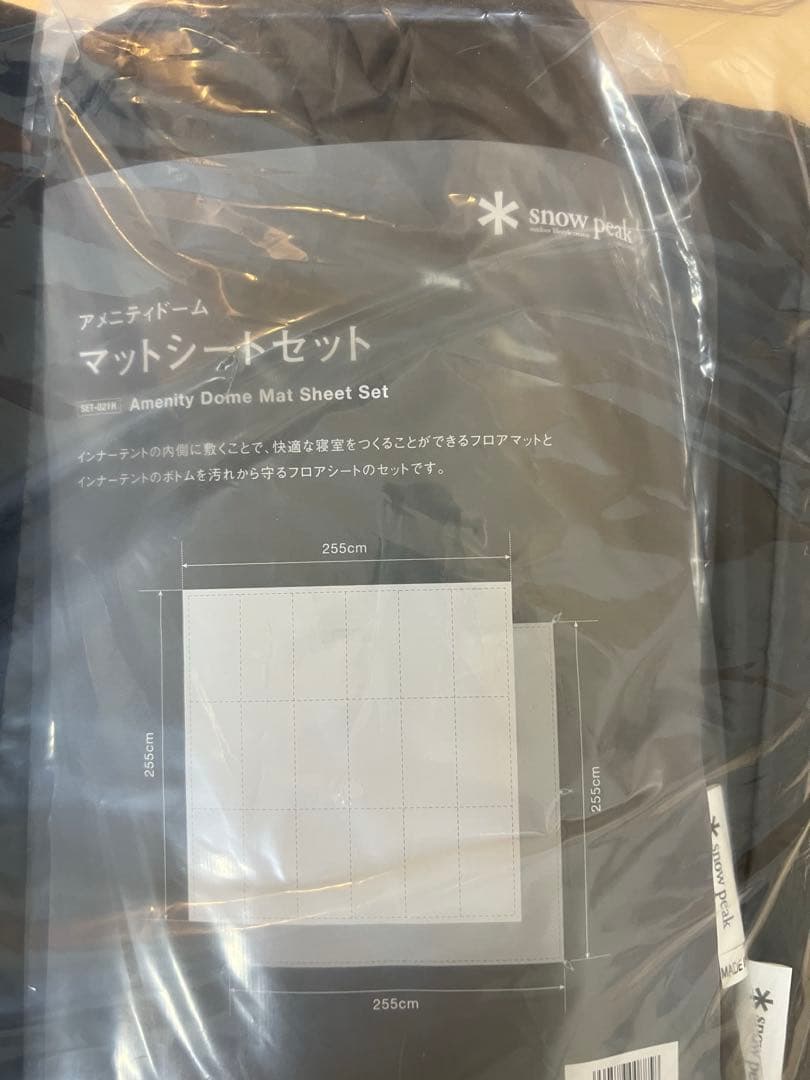 snow peak
アメニティドーム
マットシートセット
SET-021H Amenity Dome Mat Sheet Set
インナーテントの内側に敷くことで、快適な寝室をつくることができるフロアマットと
インナーテントのボトムを汚れから守るフロアシートのセットです。
255cm
255cm
255cm
255cm
snow peak
MADE
snow pe